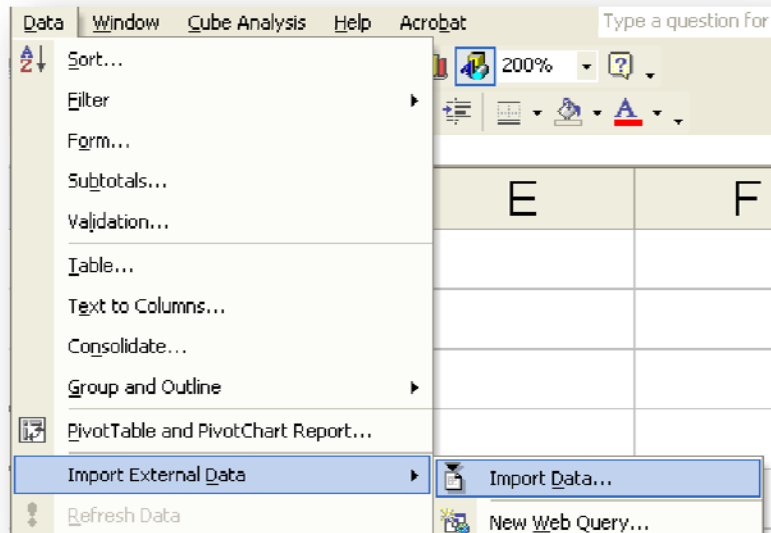 Data Window Cube Analysis Help Acrobat Type a question for
Sort...
200%
Filter
Form...
Subtotals...
E F
Validation...
Table...
Text to Columns...
Consolidate...
Group and Outline
PivotTable and PivotChart Report...
Import External Data
Import Data...
Refresh Data
New Web Query...